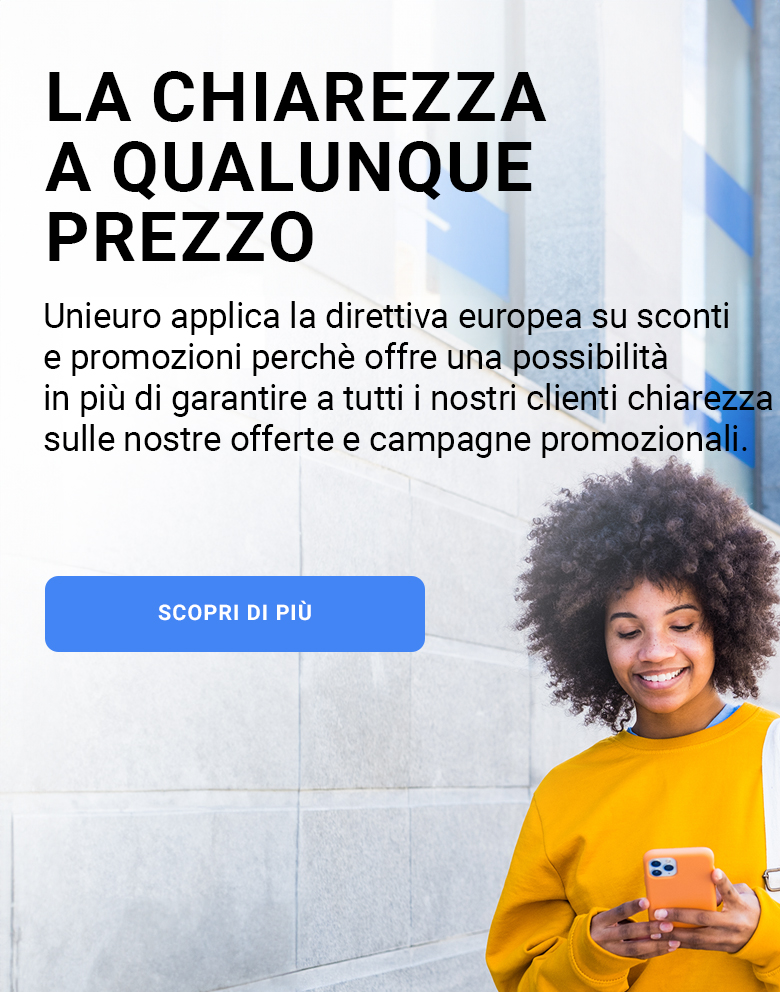 LA CHIAREZZA
A QUALUNQUE
PREZZO
Unieuro applica la direttiva europea su sconti
e promozioni perchè offre una possibilità
in più di garantire a tutti i nostri clienti chiarezza
sulle nostre offerte e campagne promozionali.
SCOPRI DI PIÙ